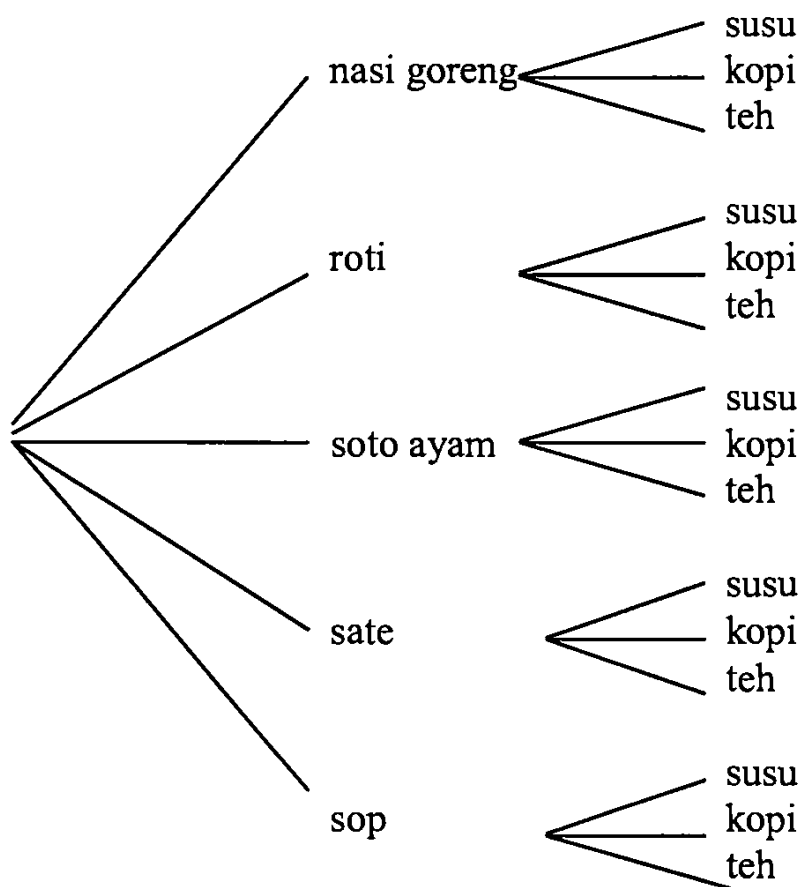 susu
nasi goreng kopi
teh
susu
roti kopi
teh
susu
soto ayam kopi
teh
susu
sate kopi
teh
susu
sop kopi
teh